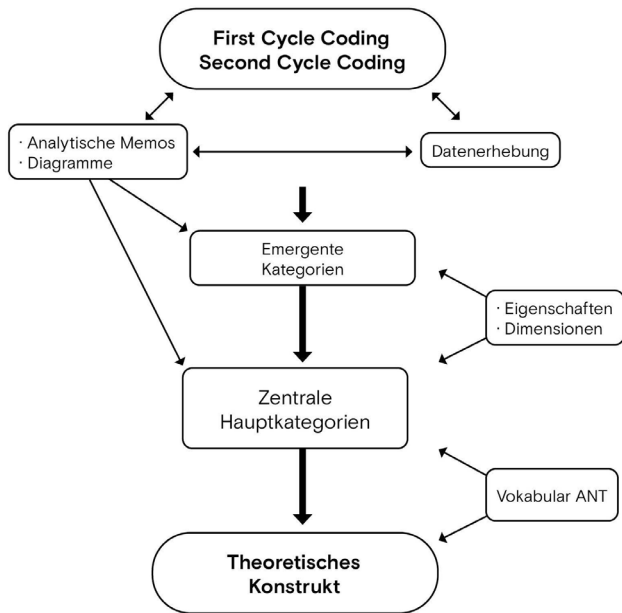 First Cycle Coding
Second Cycle Coding
· Analytische Memos
· Diagramme
Datenerhebung
Emergente
Kategorien
· Eigenschaften
· Dimensionen
Zentrale
Hauptkategorien
Vokabular ANT
Theoretisches
Konstrukt